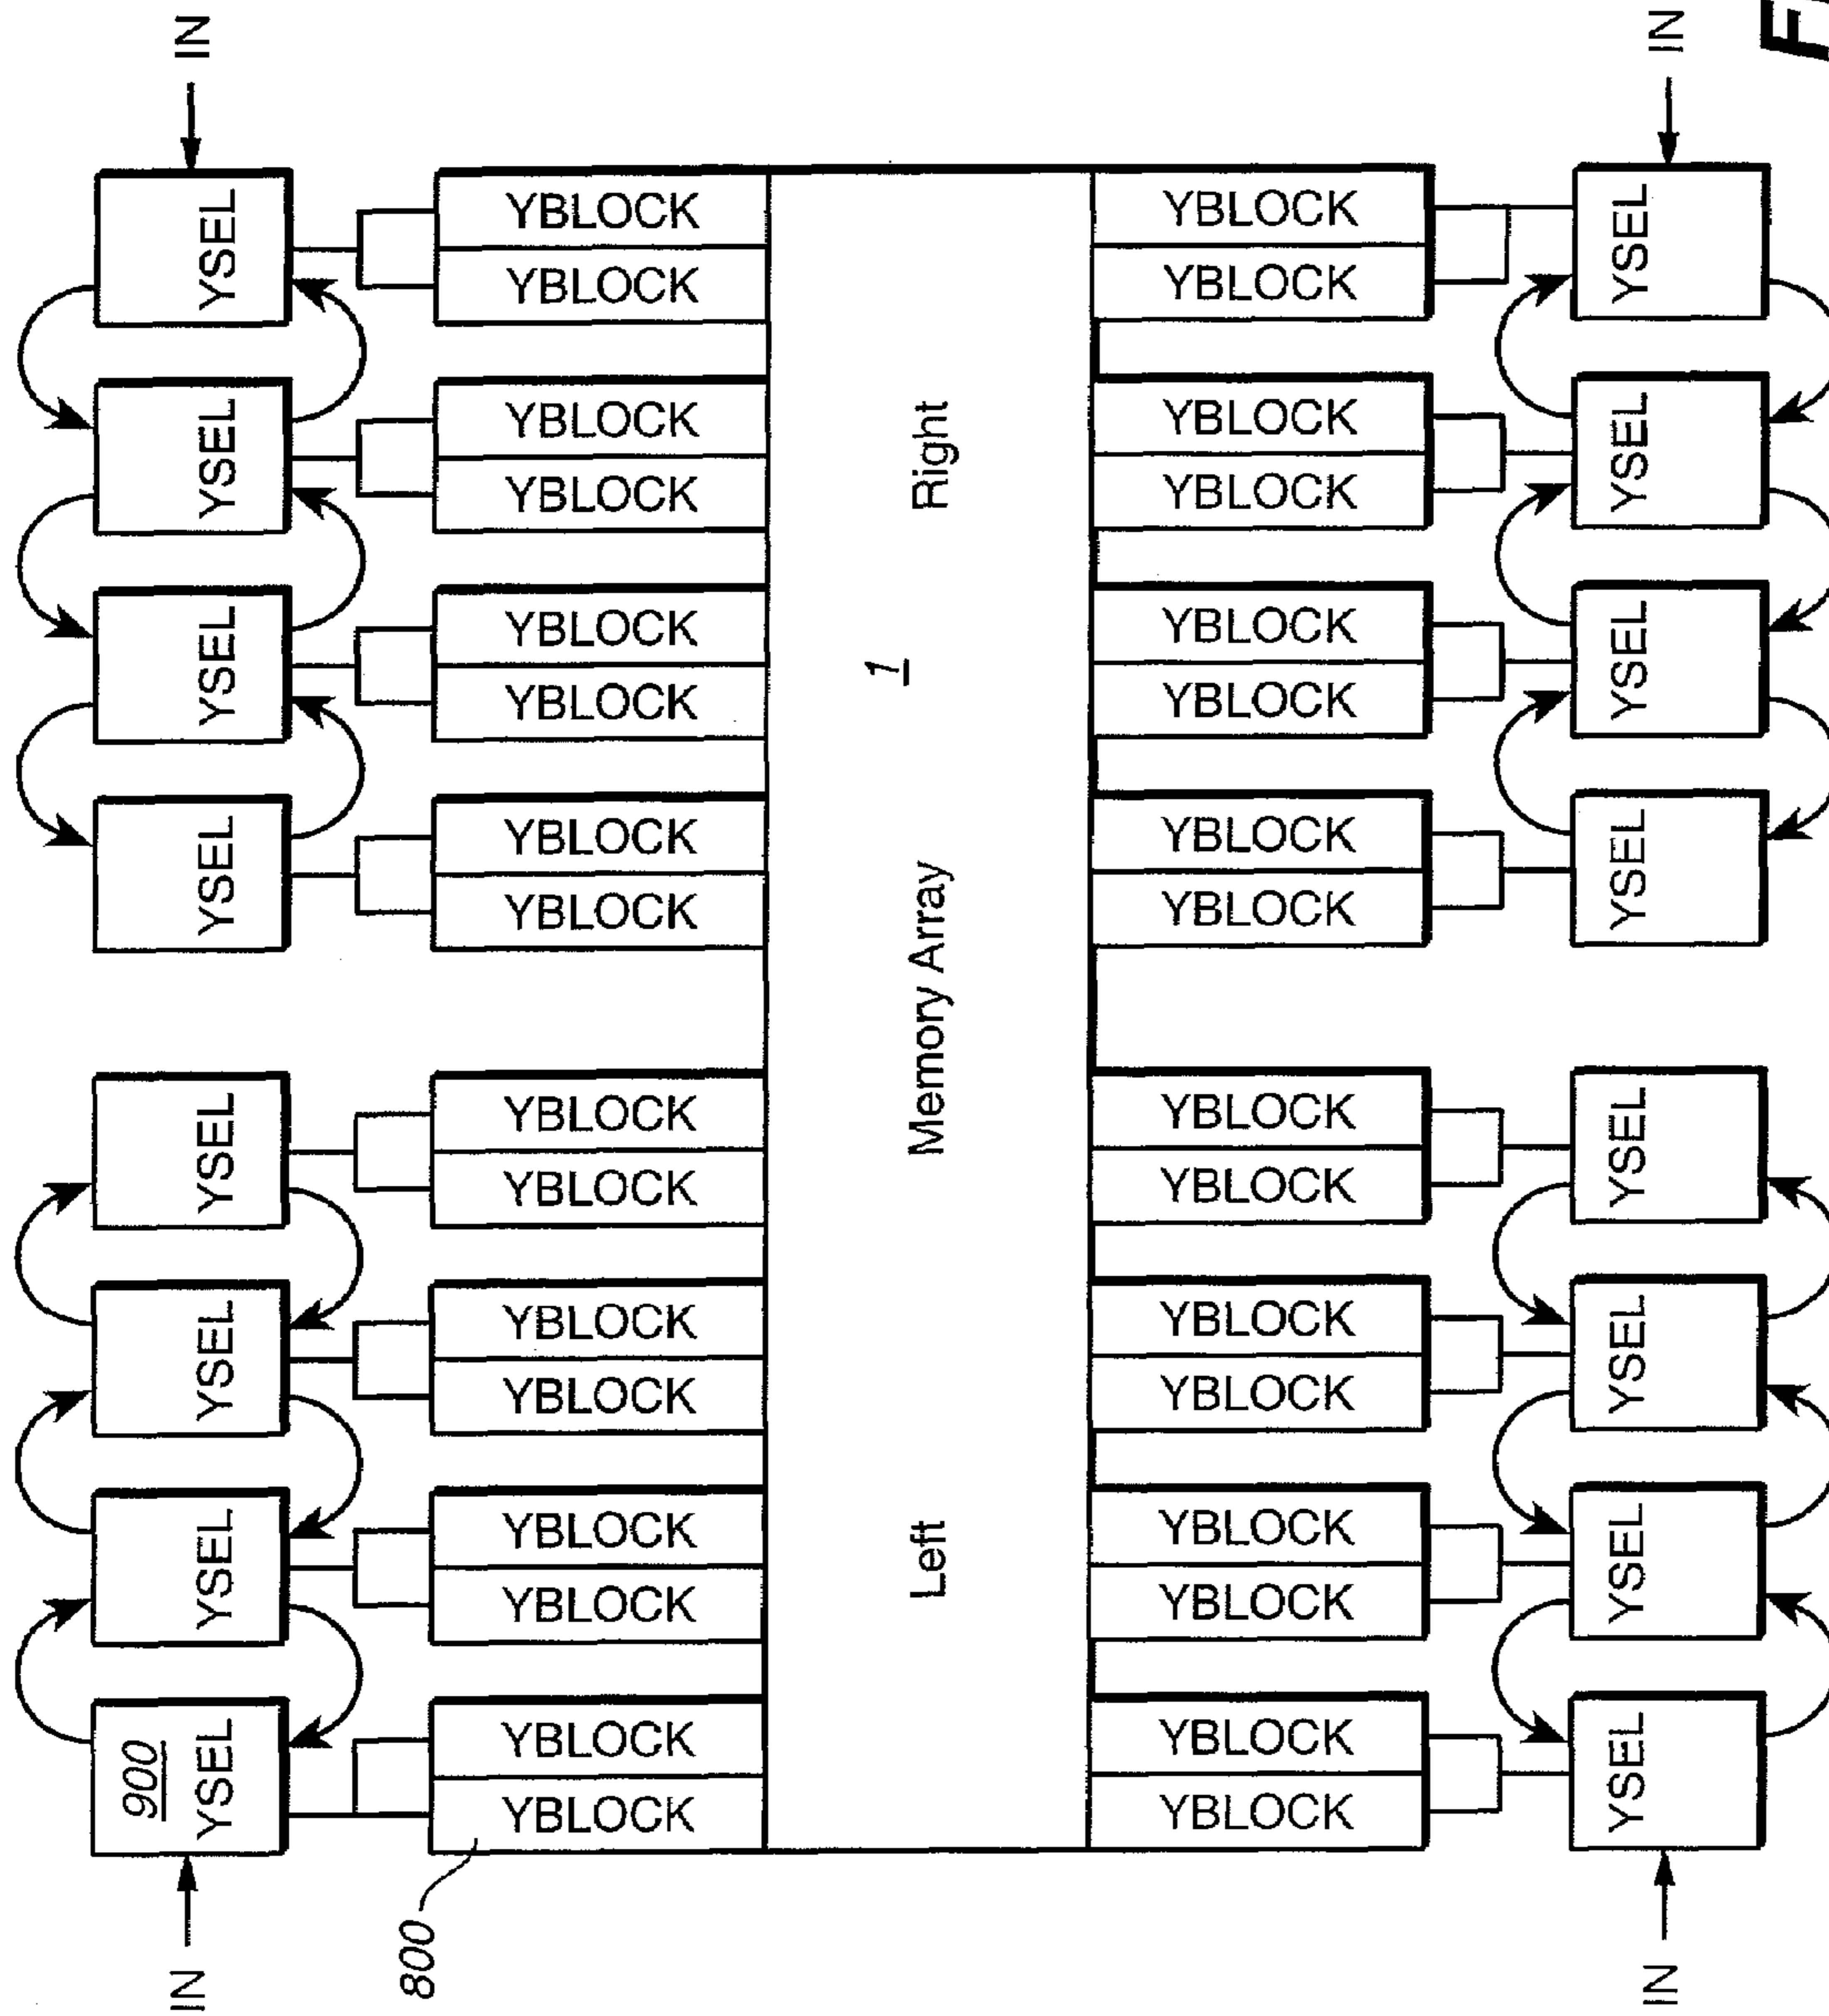 900
IN YSEL YSEL YSEL YSEL YSEL YSEL YSEL YSEL IN
800
YBLOCK YBLOCK YBLOCK YBLOCK YBLOCK YBLOCK YBLOCK YBLOCK YBLOCK YBLOCK YBLOCK YBLOCK YBLOCK YBLOCK YBLOCK YBLOCK
1
Left Memory Array Right
YBLOCK YBLOCK YBLOCK YBLOCK YBLOCK YBLOCK YBLOCK YBLOCK YBLOCK YBLOCK YBLOCK YBLOCK YBLOCK YBLOCK YBLOCK YBLOCK
IN YSEL YSEL YSEL YSEL YSEL YSEL YSEL YSEL IN